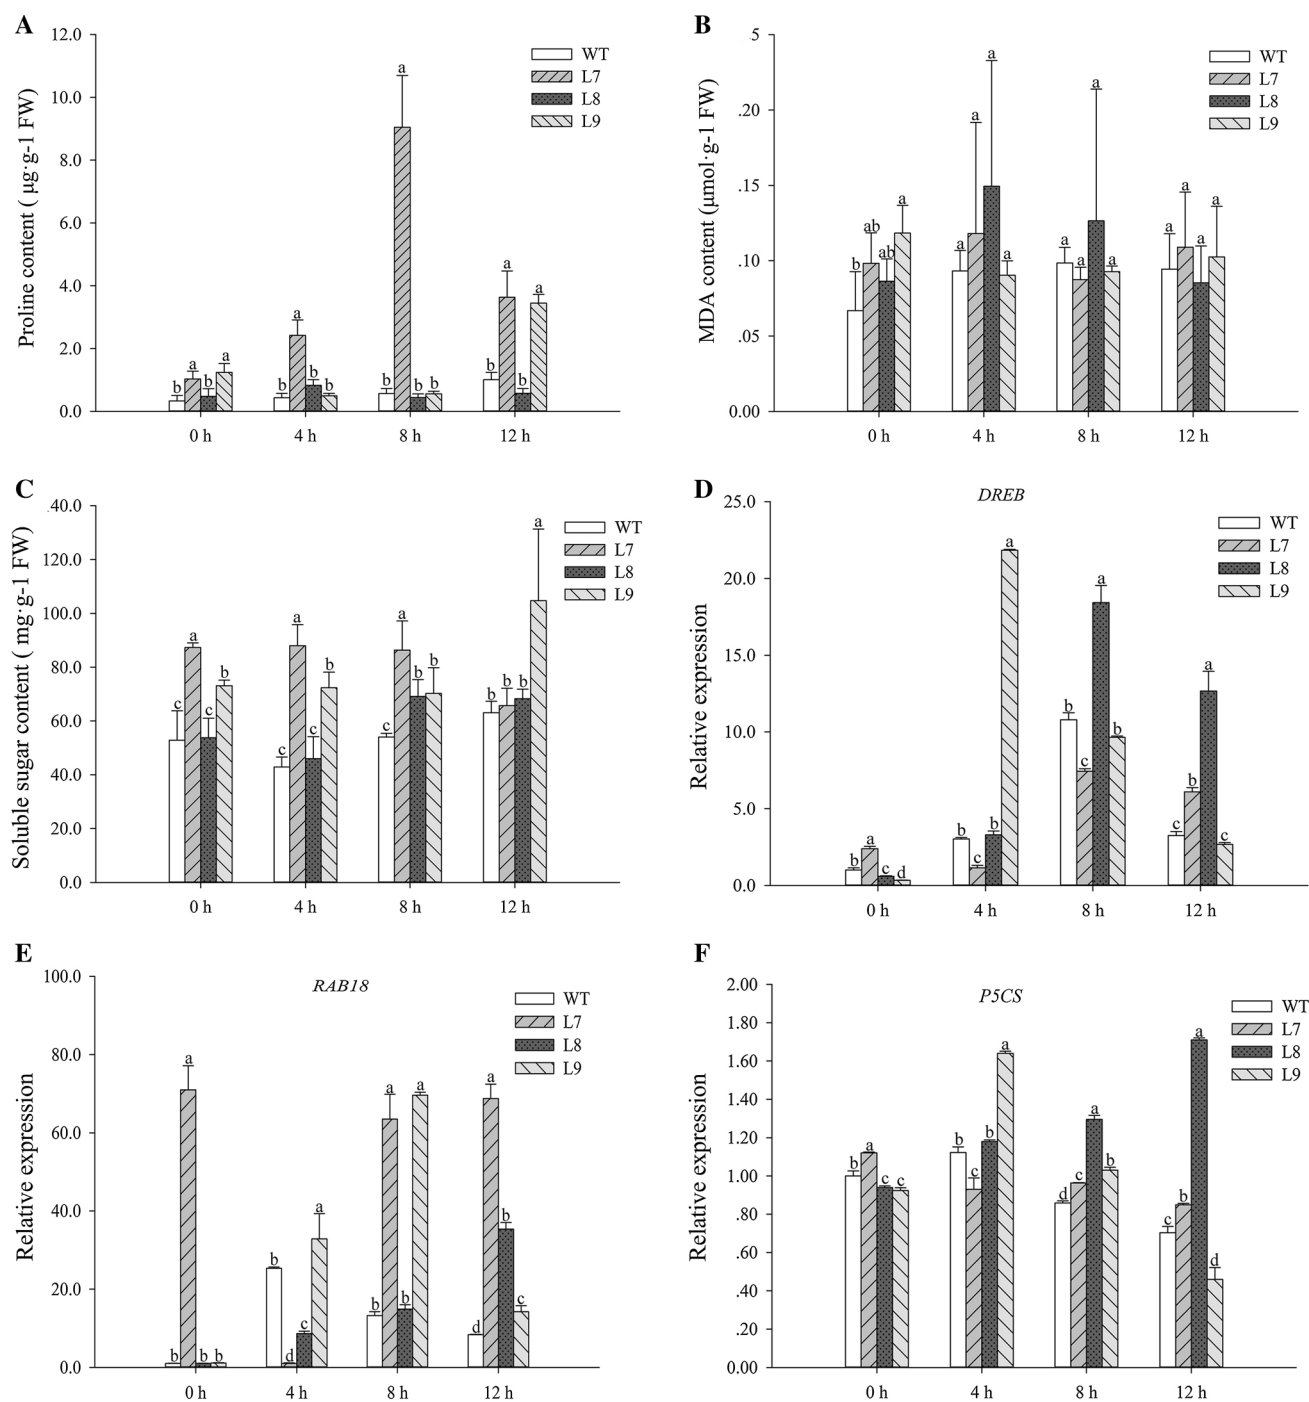 A
Proline content ( μg·g-1 FW)
12.0
10.0
8.0
6.0
4.0
2.0
0.0
WT
L7
L8
L9
b a b a
b a b b
b a b b
b a b a
0 h 4 h 8 h 12 h
B
MDA content (μmol·g-1 FW)
5
.20
.15
.10
.05
0.00
WT
L7
L8
L9
b ab ab a
a a a a
a a a a
a a a a
0 h 4 h 8 h 12 h
C
Soluble sugar content ( mg·g-1 FW)
.40.0
120.0
100.0
80.0
60.0
40.0
20.0
0.0
WT
L7
L8
L9
c a c b
c a c b
c a b b
b b b a
0 h 4 h 8 h 12 h
D
DREB
Relative expression
25.0
20.0
15.0
10.0
5.0
0.0
WT
L7
L8
L9
b a c d
b c b a
b c a b
c b a c
0 h 4 h 8 h 12 h
E
RAB18
Relative expression
100.0
80.0
60.0
40.0
20.0
0.0
WT
L7
L8
L9
b a b b
b d c a
b a b a
d a b c
0 h 4 h 8 h 12 h
F
P5CS
Relative expression
2.00
1.80
1.60
1.40
1.20
1.00
.80
.60
.40
.20
0.00
WT
L7
L8
L9
b a c c
b c b a
d c a b
c b a d
0 h 4 h 8 h 12 h